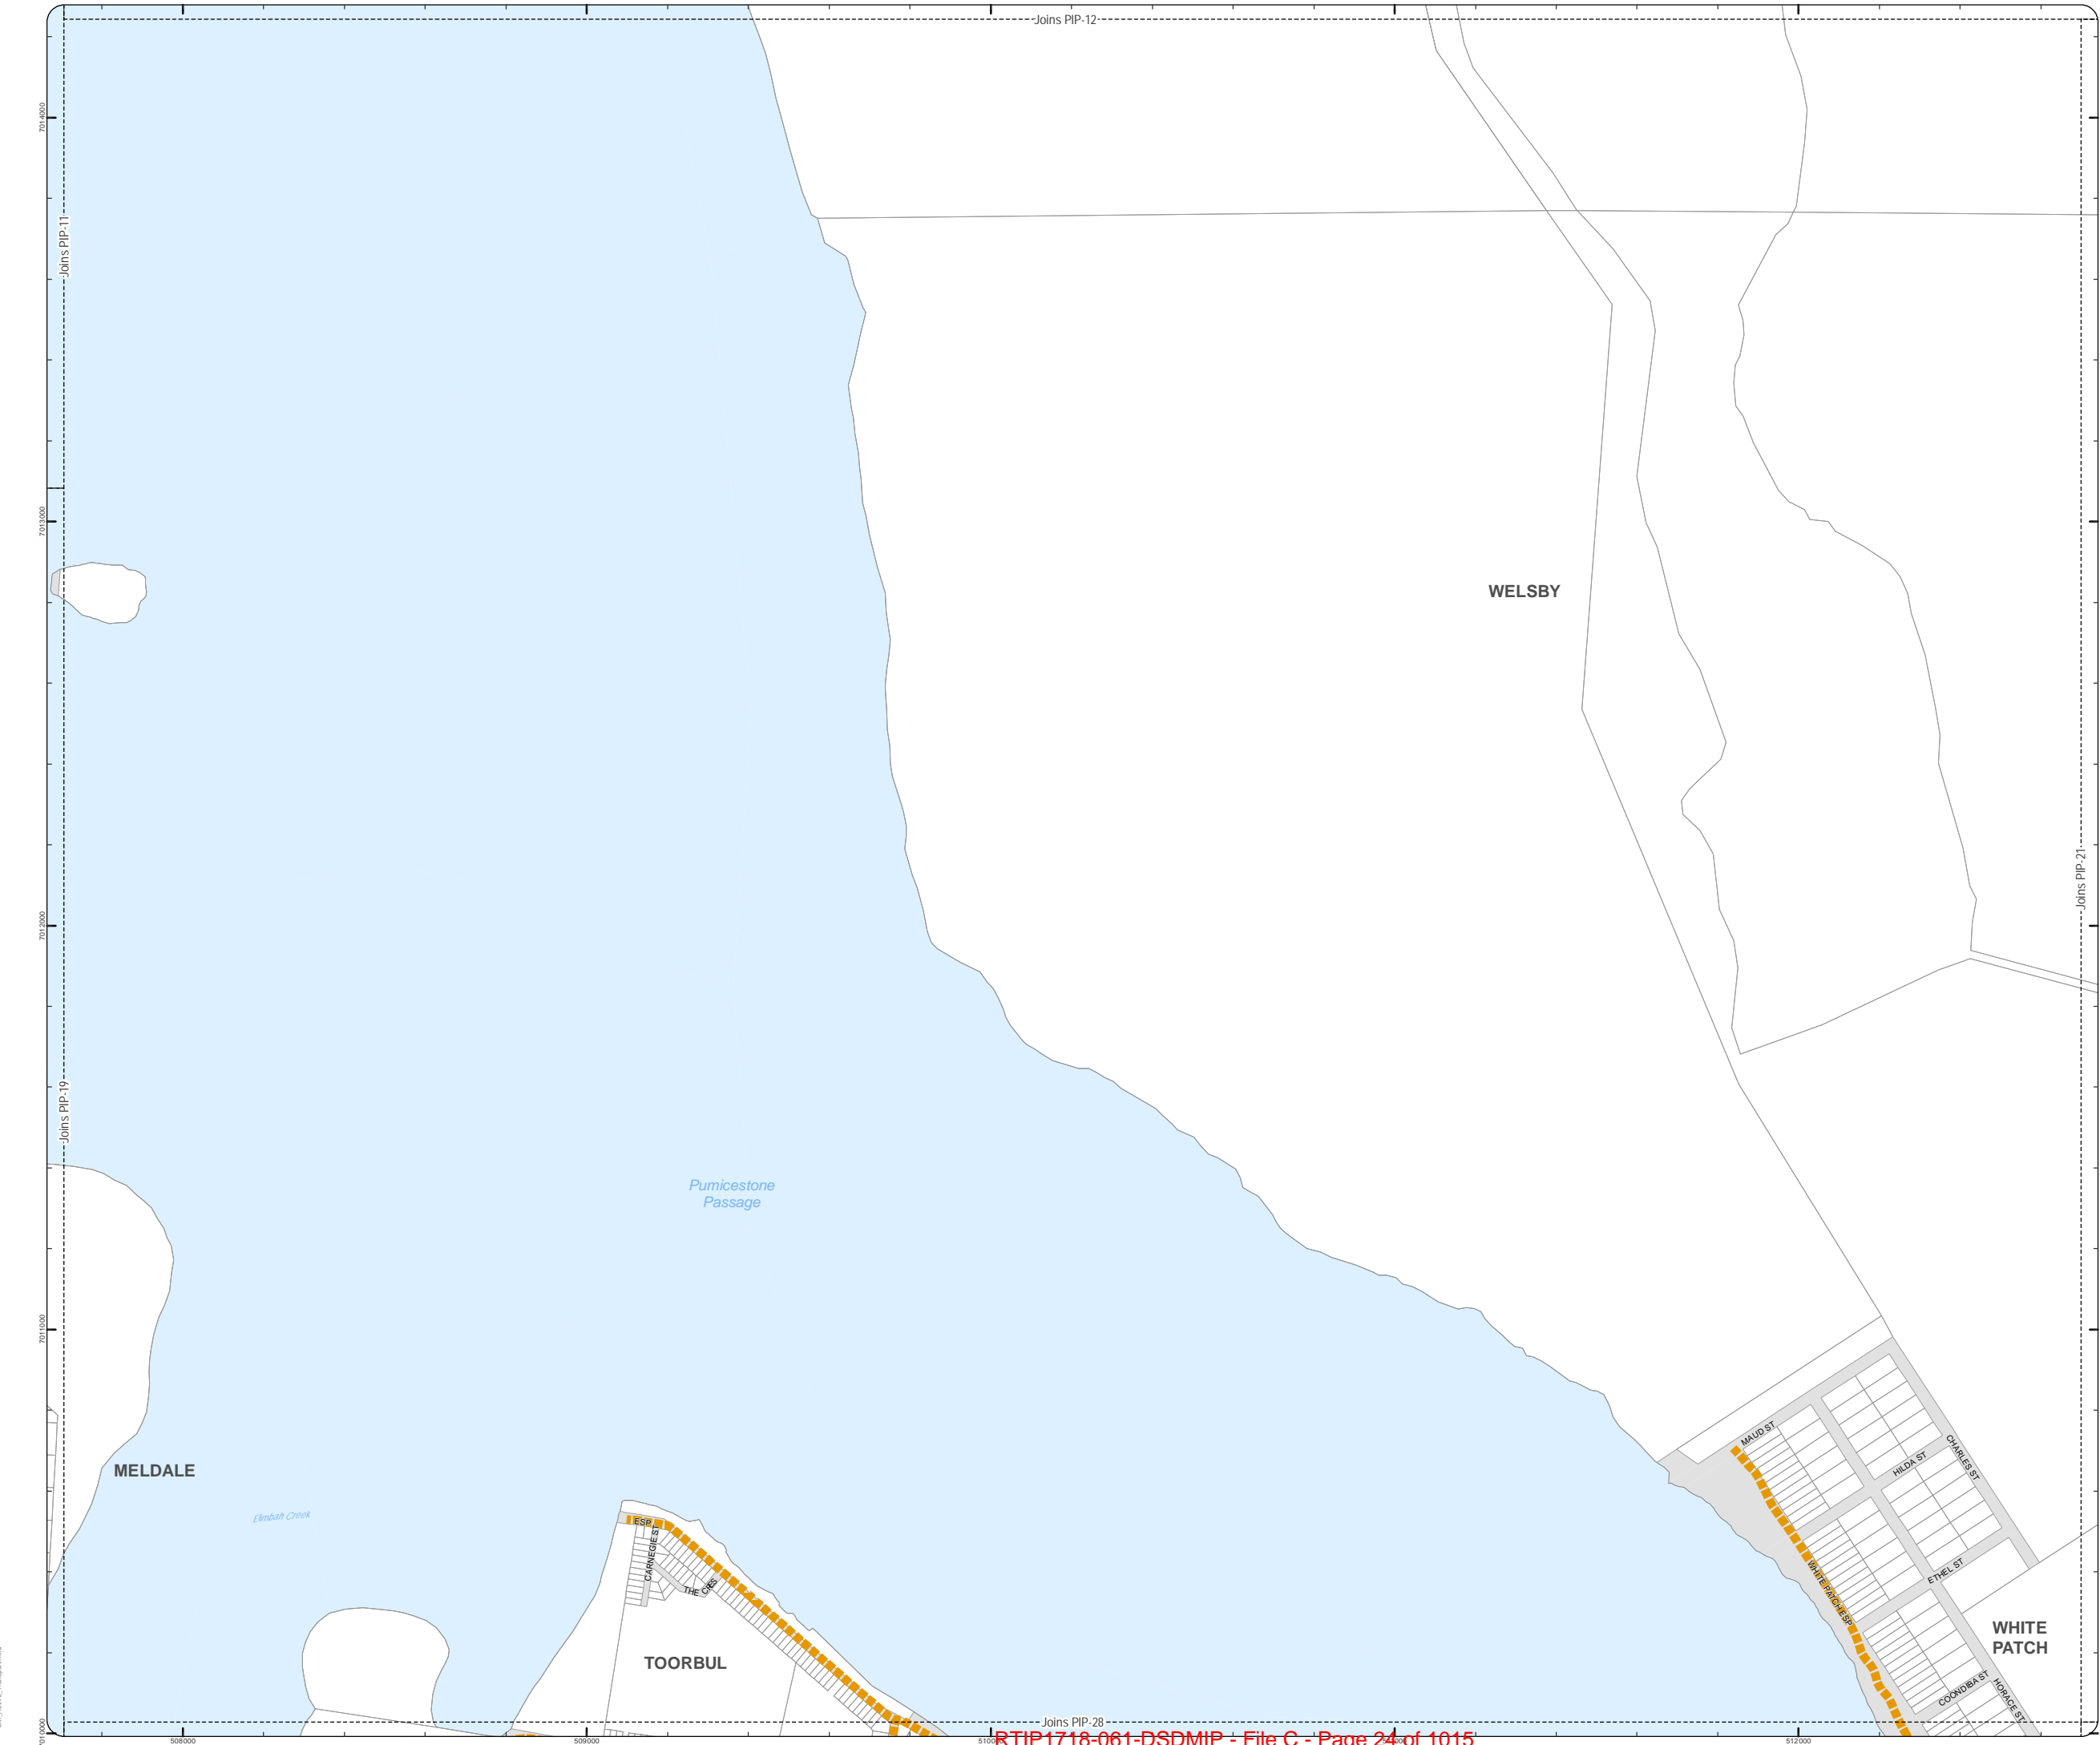 Joins PIP-12
7014000
Joins PIP-11
7013000
WELSBY
7012000
Joins PIP-21
Joins PIP-19
Pumicestone
Passage
7011000
MAUD ST
CHARLES ST
HILDA ST
MELDALE
Elimbah Creek
ESP
CARNEGIE ST
THE CRES
WHITE PATCH ESP
ETHEL ST
WHITE
PATCH
TOORBUL
COONDIBA ST
HORACE ST
Joins PIP-28
RTIP1718-061-DSDMIP - File C - Page 24 of 1015
508000
509000
512000